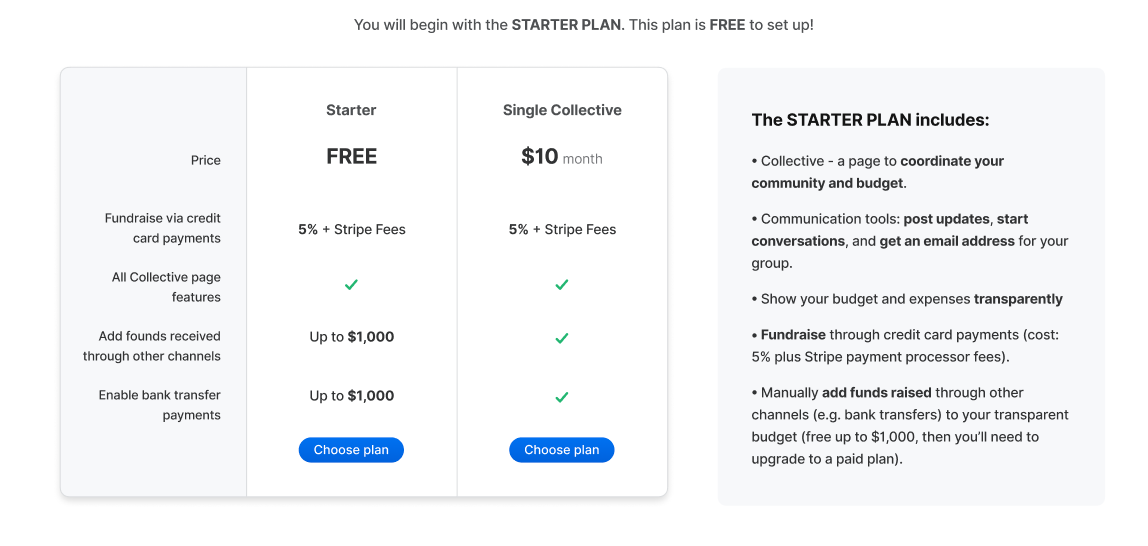 You will begin with the STARTER PLAN. This plan is FREE to set up!
Starter
Single Collective
Price
FREE
$10 month
Fundraise via credit
card payments
5% + Stripe Fees
5% + Stripe Fees
All Collective page
features
Add founds received
through other channels
Up to $1,000
Enable bank transfer
payments
Up to $1,000
Choose plan
Choose plan
The STARTER PLAN includes:
• Collective - a page to coordinate your
community and budget.
• Communication tools: post updates, start
conversations, and get an email address for your
group.
• Show your budget and expenses transparently
• Fundraise through credit card payments (cost:
5% plus Stripe payment processor fees).
• Manually add funds raised through other
channels (e.g. bank transfers) to your transparent
budget (free up to $1,000, then you'll need to
upgrade to a paid plan).